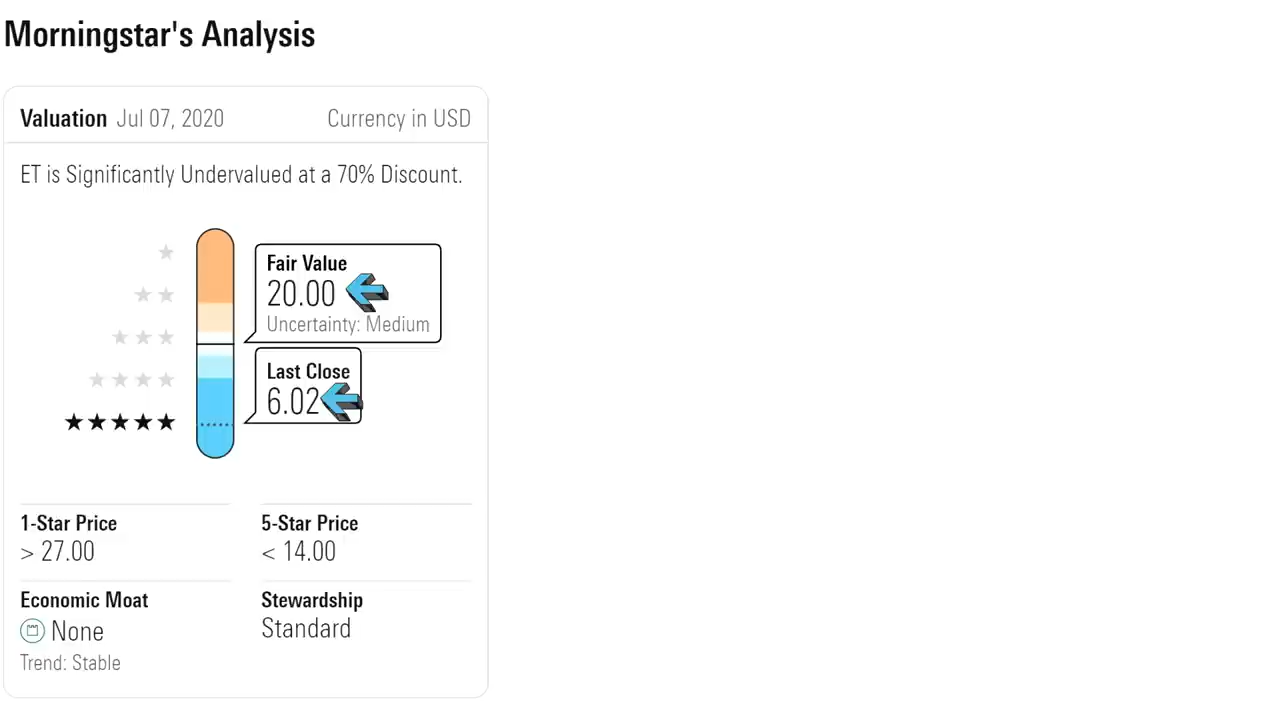 Morningstar's Analysis
Valuation Jul 07, 2020 Currency in USD
ET is Significantly Undervalued at a 70% Discount.
Fair Value
20.00
Uncertainty: Medium
Last Close
6.02
1-Star Price 5-Star Price
> 27.00 < 14.00
Economic Moat Stewardship
None Standard
Trend: Stable